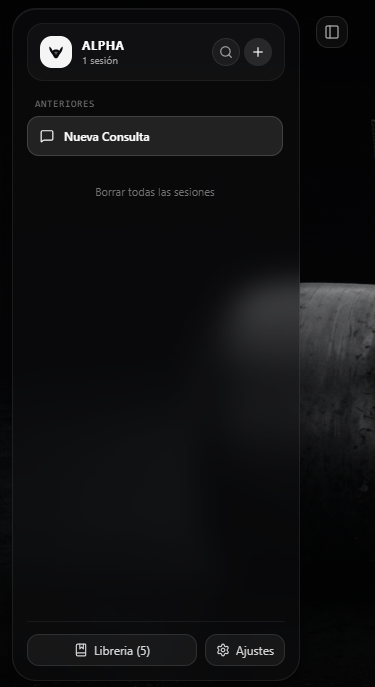 ALPHA
1 sesión
ANTERIORES
Nueva Consulta
Borrar todas las sesiones
Libreria (5)
Ajustes